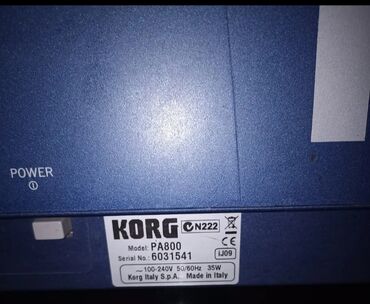 POWER
KORG N222
Model: PA800
Serial No.: 6031541 IJ09
~ 100-240V 50/60Hz 35W
Korg Italy S.p.A. Made in Italy